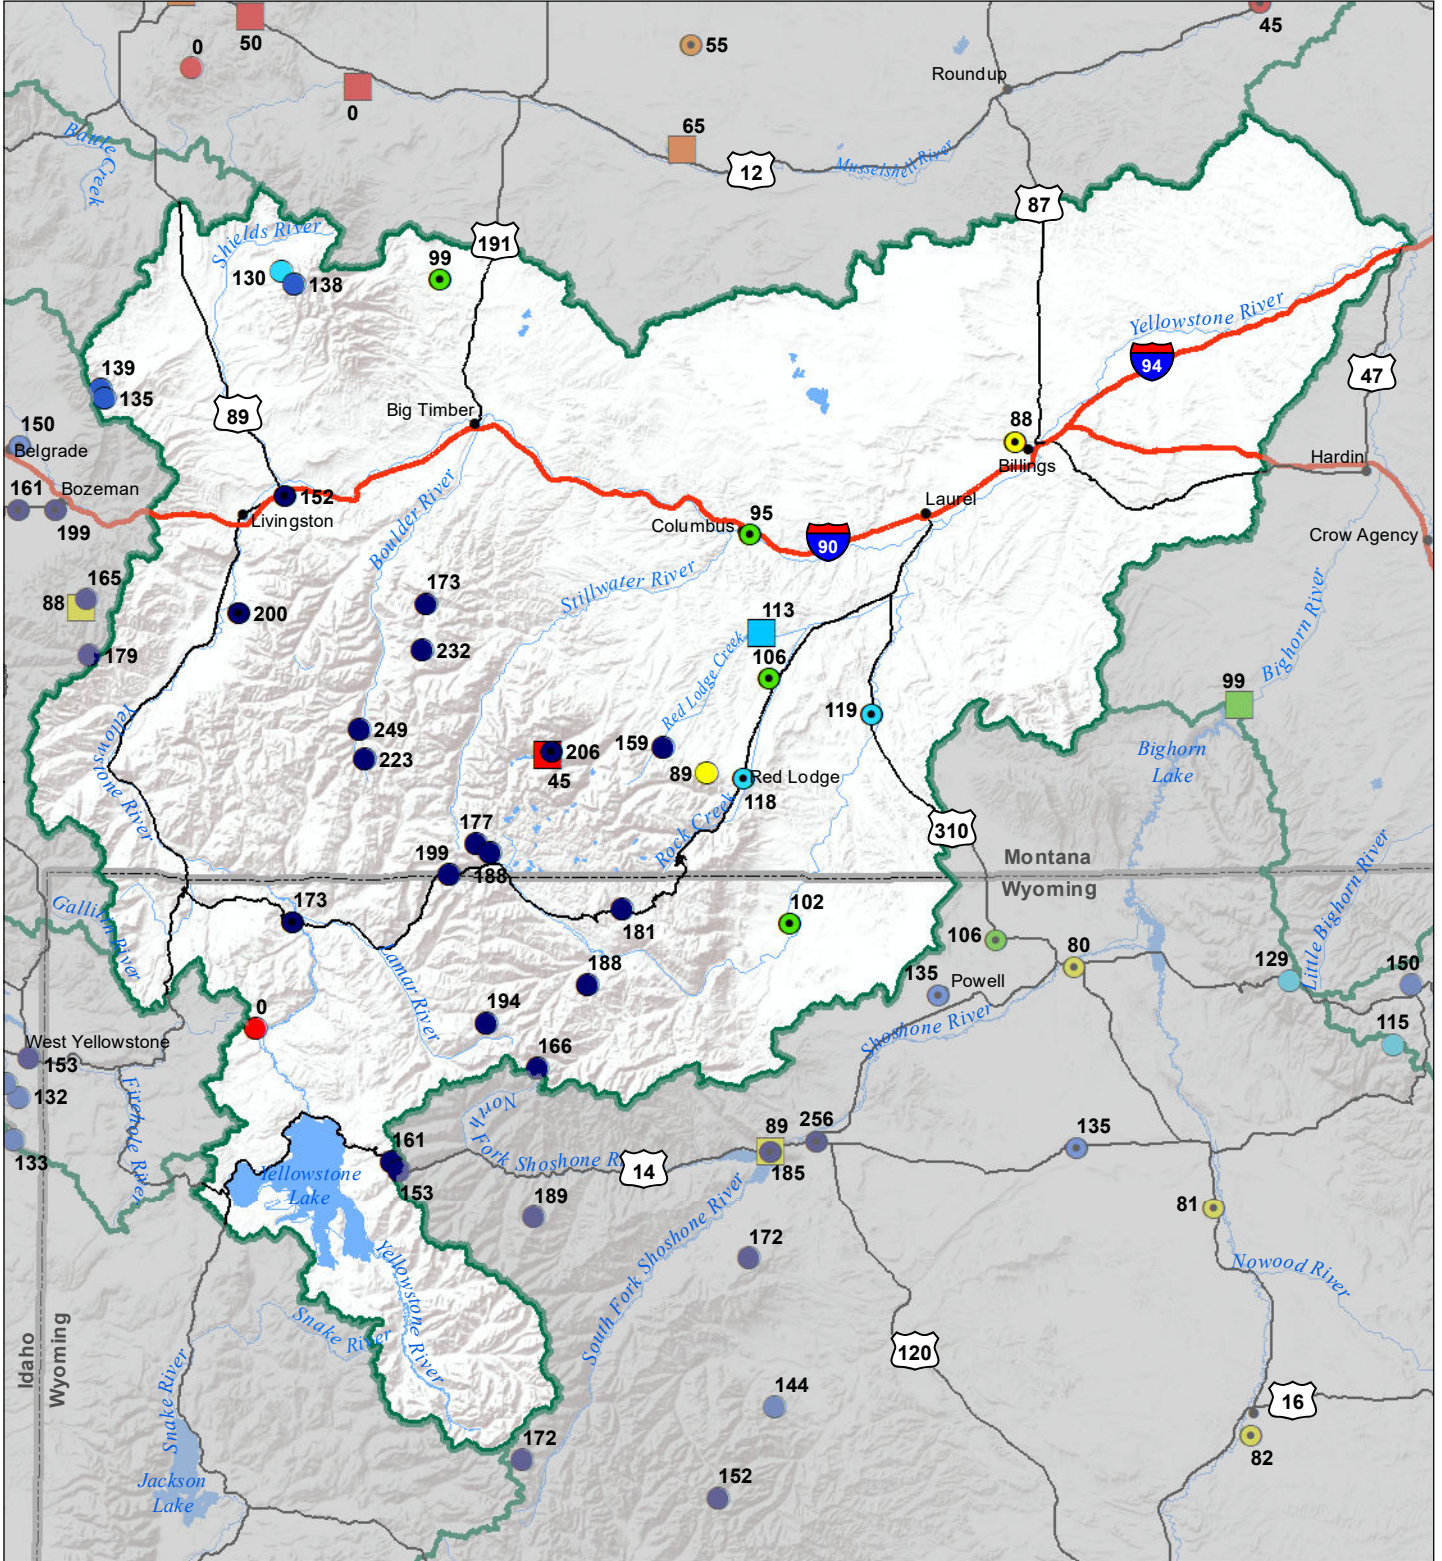 50
0
0
55
45
Roundup
65
12
Musselshell River
Battle Creek
87
191
Shields River
130
138
99
Yellowstone River
94
47
139
135
89
Big Timber
150
Belgrade
88
Billings
Hardin
161
Bozeman
199
152
Livingston
Boulder River
Laurel
Columbus
95
90
Crow Agency
Stillwater River
165
88
173
200
113
179
232
Red Lodge Creek
106
Bighorn River
99
119
Yellowstone River
249
223
206
45
159
89
Red Lodge
118
Bighorn
Lake
177
199
188
Rock Creek
310
Montana
Wyoming
Little Bighorn River
Gallatin River
173
181
102
106
80
129
150
Lamar River
188
135
Powell
194
Shoshone River
0
115
West Yellowstone
153
132
166
Firehole River
North Fork Shoshone R
133
161
153
14
89
185
256
135
Yellowstone
Lake
189
81
South Fork Shoshone River
172
Nowood River
Yellowstone River
Snake River
Idaho
Wyoming
120
Snake River
144
16
172
82
Jackson
Lake
152